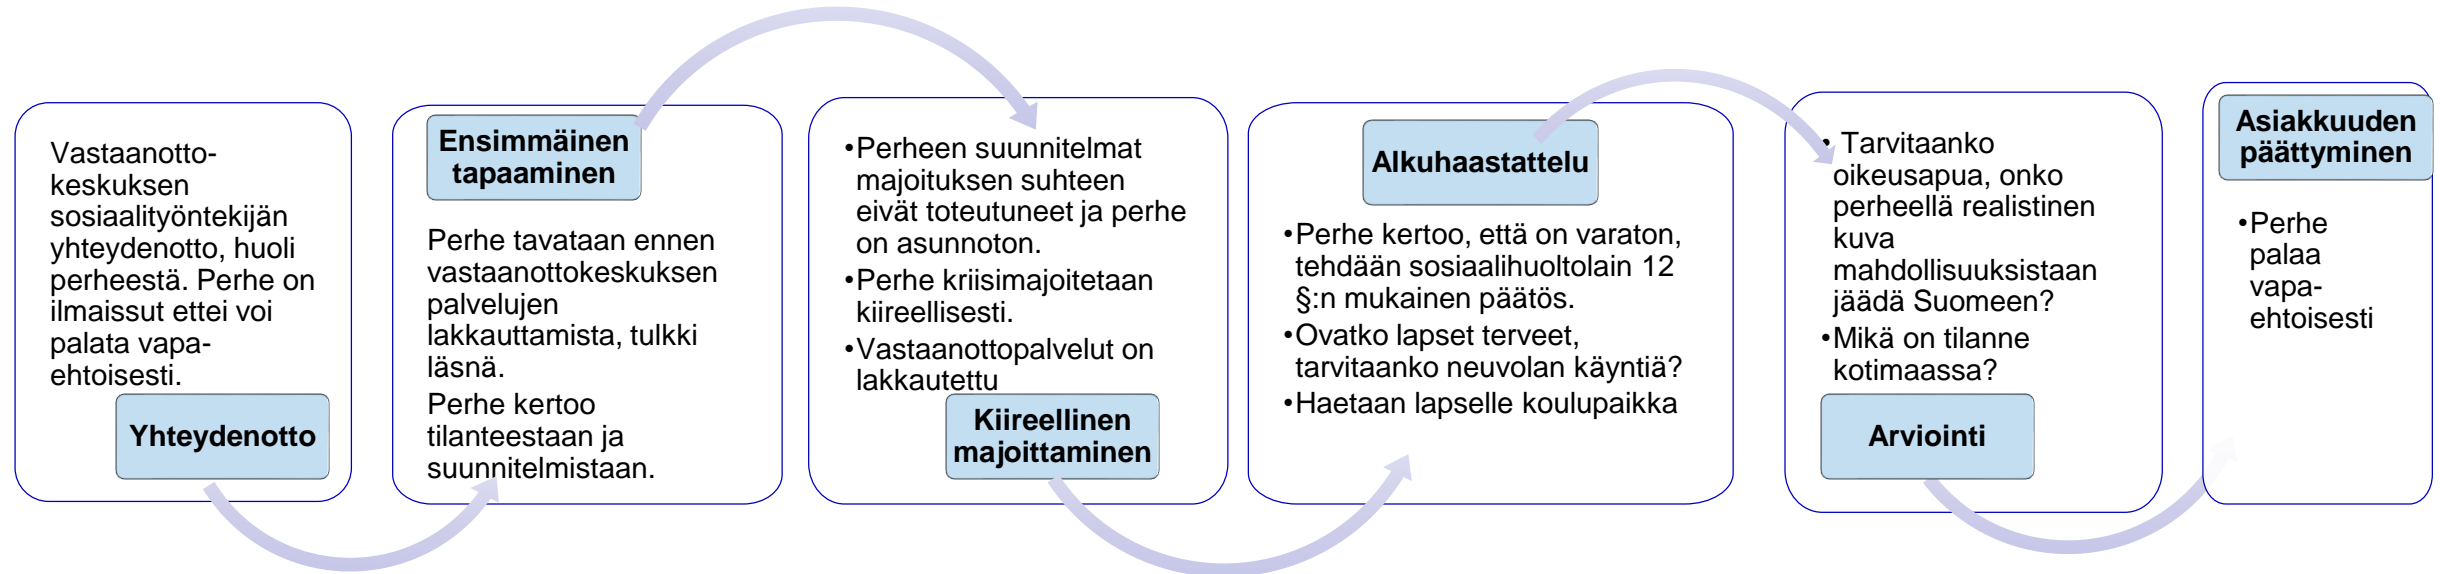 Vastaanotto-
keskuksen
sosiaalityöntekijän
yhteydenotto, huoli
perheestä. Perhe on
ilmaissut ettei voi
palata vapa-
ehtoisesti.
Yhteydenotto
Ensimmäinen
tapaaminen
Perhe tavataan ennen
vastaanottokeskuksen
palvelujen
lakkauttamista, tulkki
läsnä.
Perhe kertoo
tilanteestaan ja
suunnitelmistaan.
•Perheen suunnitelmat
majoituksen suhteen
eivät toteutuneet ja perhe
on asunnoton.
•Perhe kriisimajoitetaan
kiireellisesti.
•Vastaanottopalvelut on
lakkautettu
Kiireellinen
majoittaminen
Alkuhaastattelu
•Perhe kertoo, että on varaton,
tehdään sosiaalihuoltolain 12
§:n mukainen päätös.
•Ovatko lapset terveet,
tarvitaanko neuvolan käyntiä?
•Haetaan lapselle koulupaikka
• Tarvitaanko
oikeusapua, onko
perheellä realistinen
kuva
mahdollisuuksistaan
jäädä Suomeen?
•Mikä on tilanne
kotimaassa?
Arviointi
Asiakkuuden
päättyminen
•Perhe
palaa
vapa-
ehtoisesti